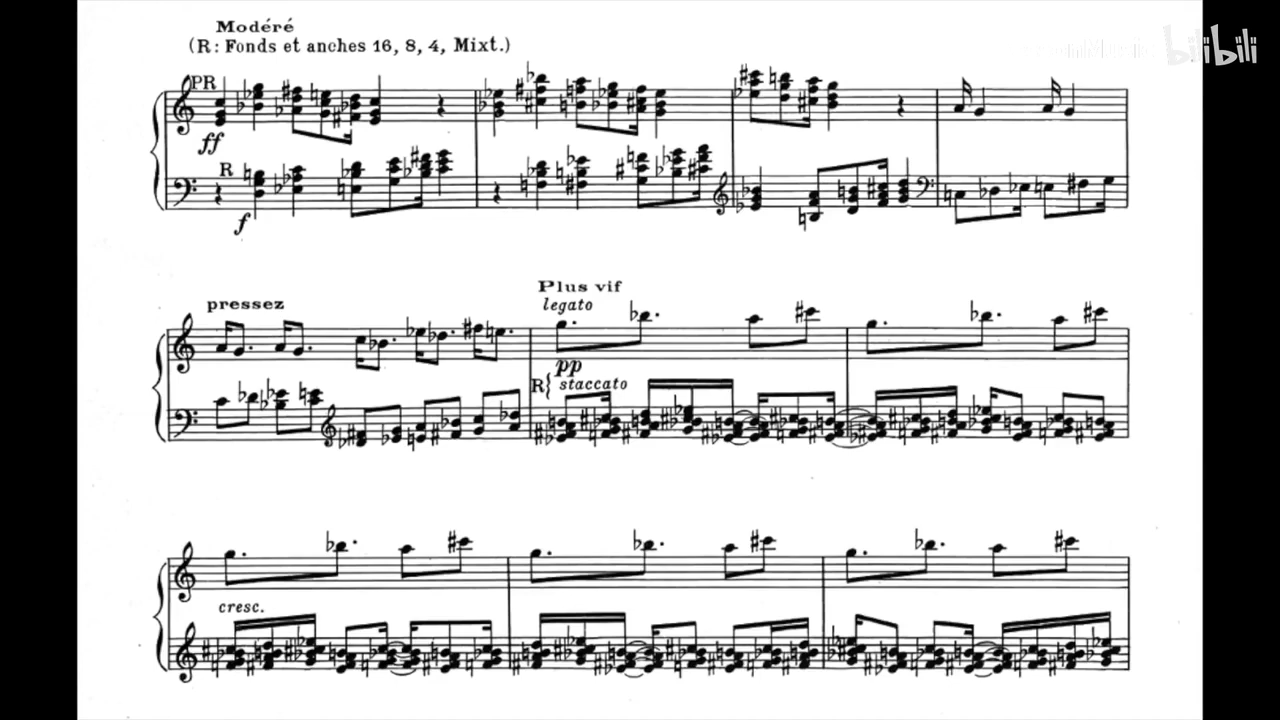 Modéré
(R: Fonds et anches 16, 8, 4, Mixt.)
bilibili
PR
ff
R
f
pressez
Plus vif
legato
pp
R{ staccato
cresc.